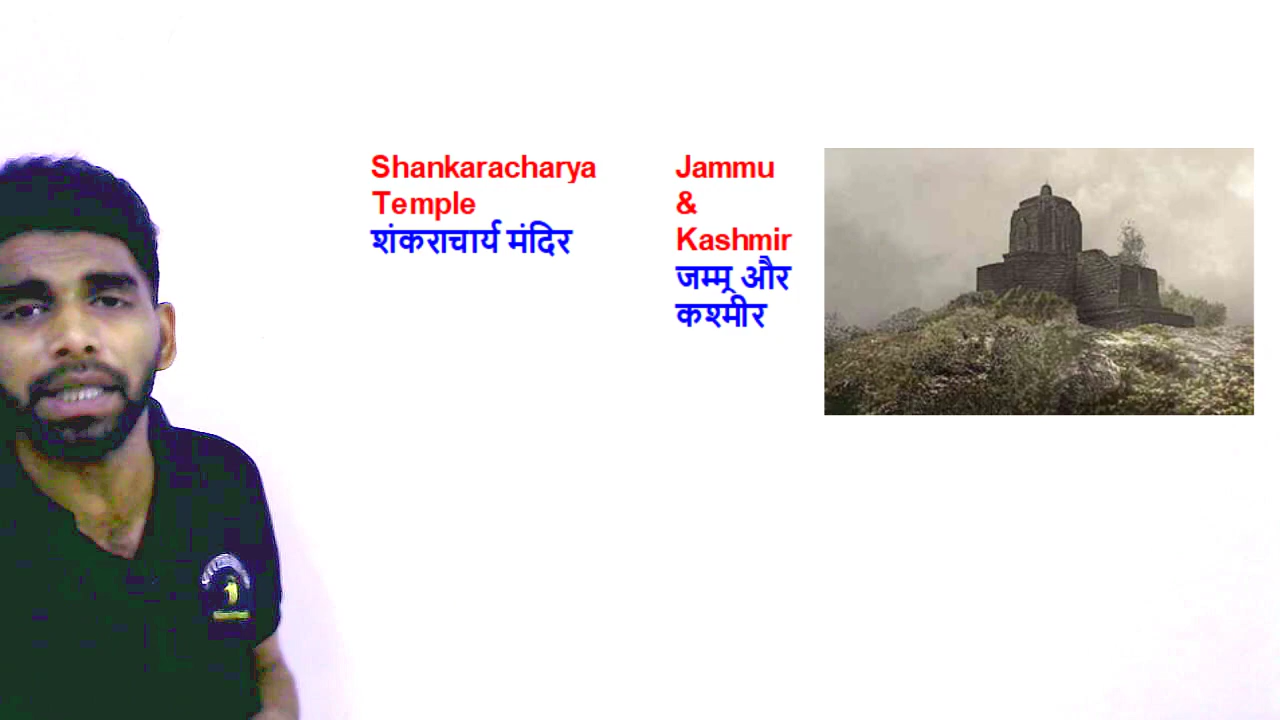 Shankaracharya
Temple
शंकराचार्य मंदिर
Jammu
&
Kashmir
जम्मू और
कश्मीर